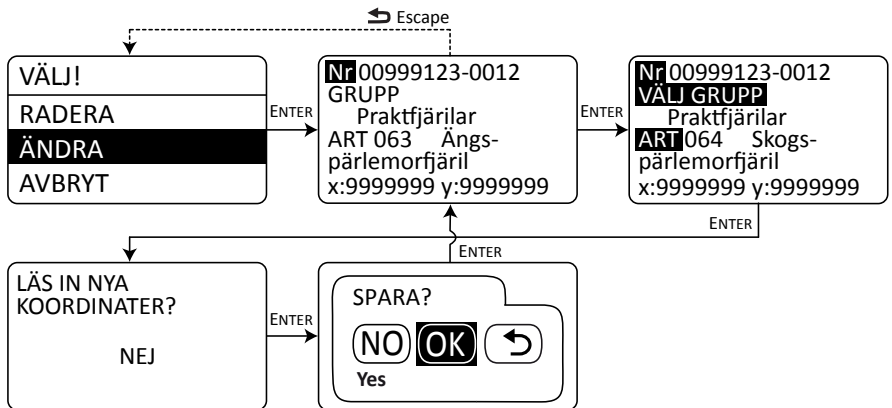 Escape
VÄLJ!
RADERA
ÄNDRA
AVBRYT
ENTER
Nr 00999123-0012
GRUPP
Praktfjärilar
ART 063 Ängs-
pärlemorfjäril
x:9999999 y:9999999
ENTER
Nr 00999123-0012
VÄLJ GRUPP
Praktfjärilar
ART 064 Skogs-
pärlemorfjäril
x:9999999 y:9999999
ENTER
LÄS IN NYA
KOORDINATER?
NEJ
ENTER
ENTER
SPARA?
NO OK
Yes